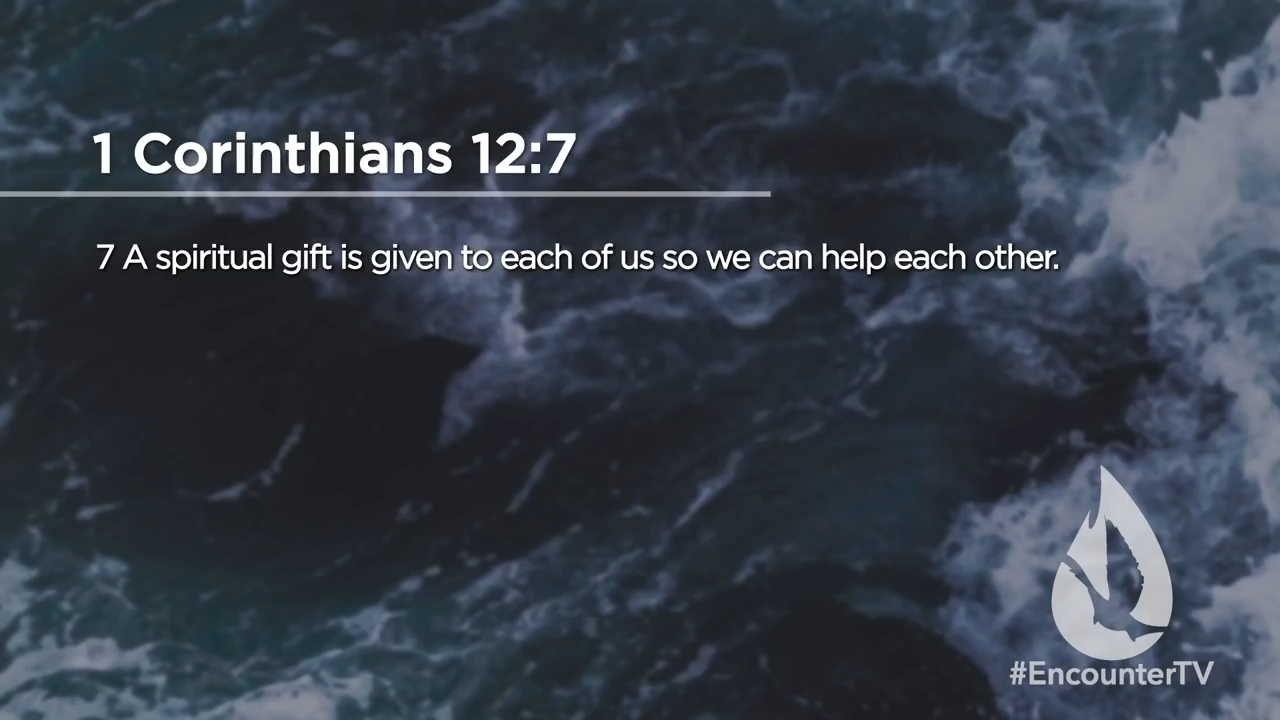 1 Corinthians 12:7
7 A spiritual gift is given to each of us so we can help each other.
#EncounterTV